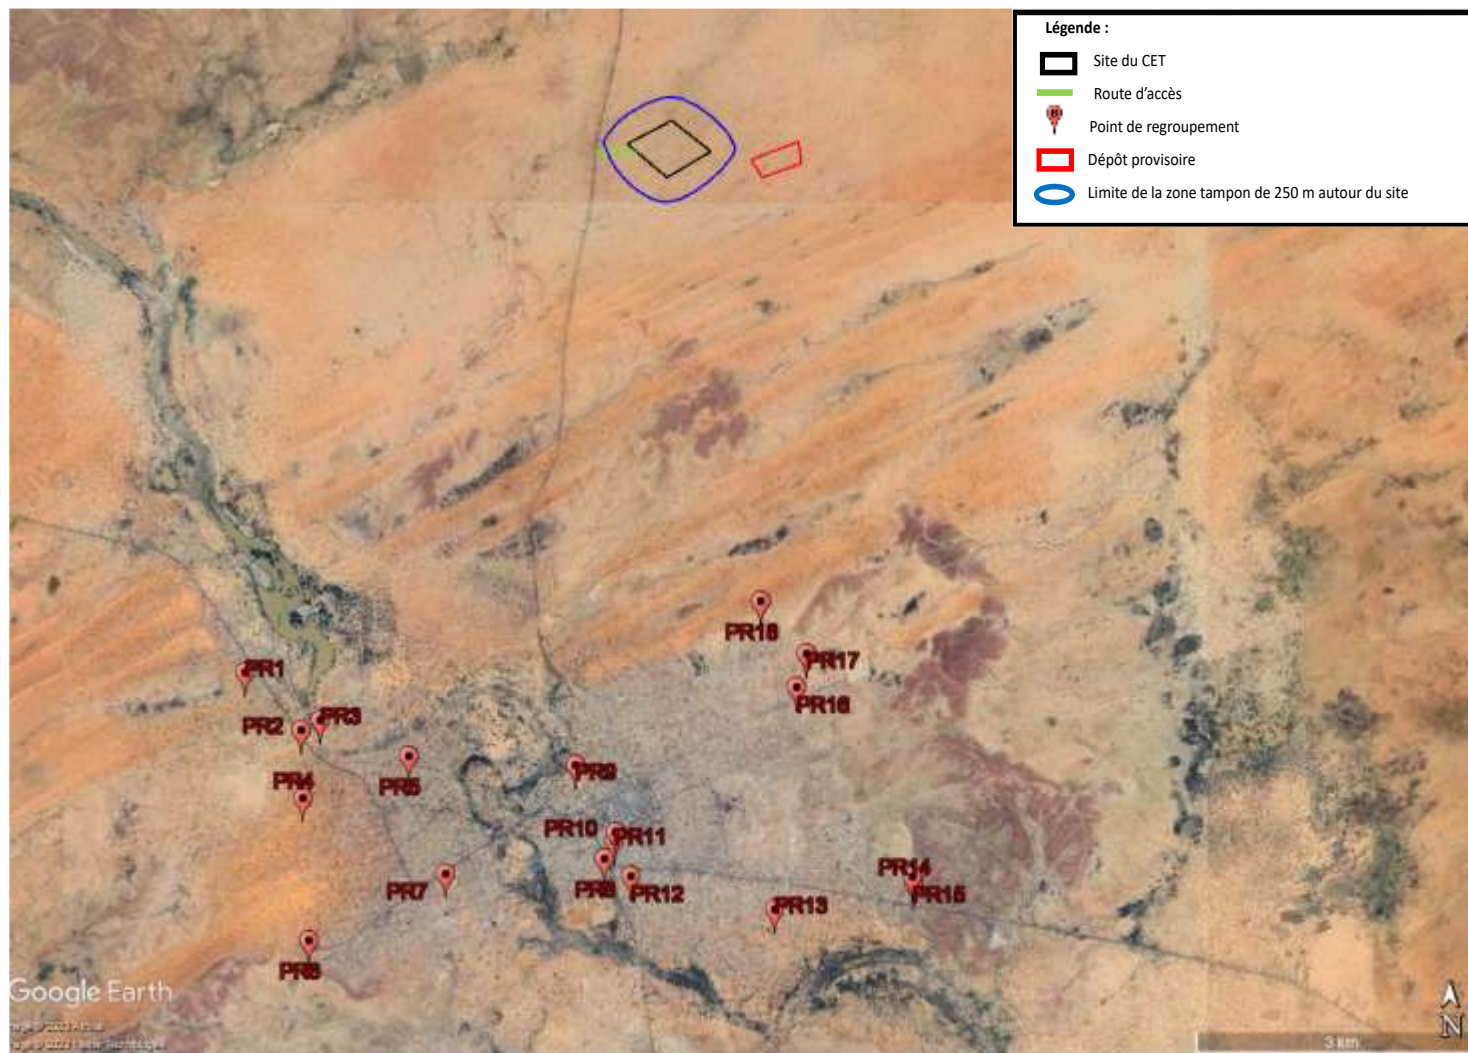 Légende :
Site du CET
Route d'accès
Point de regroupement
Dépôt provisoire
Limite de la zone tampon de 250 m autour du site
PR18
PR17
PR16
PR1
PR3
PR2
PR4
PR5
PR9
PR10
PR11
PR7
PR8
PR12
PR14
PR15
PR13
PR6
Google Earth
N
3 km